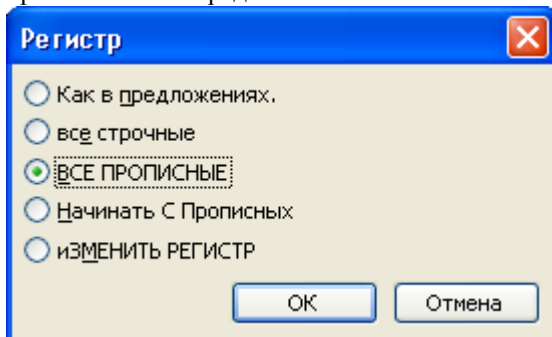 Регистр
Как в предложениях.
все строчные
ВСЕ ПРОПИСНЫЕ
Начинать С Прописных
иЗМЕНИТЬ РЕГИСТР
ОК Отмена